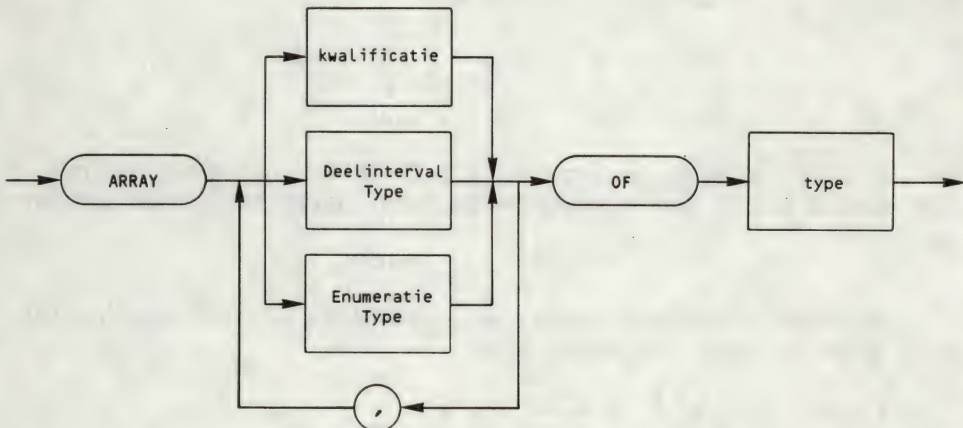 kwalificatie
ARRAY
Deelinterval
Type
OF
type
Enumeratie
Type
,